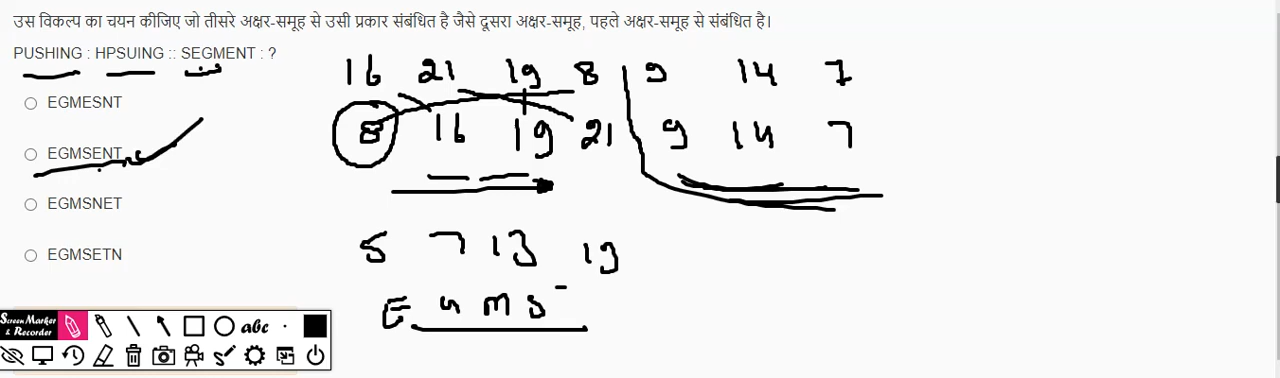 उस विकल्प का चयन कीजिए जो तीसरे अक्षर-समूह से उसी प्रकार संबंधित है जैसे दूसरा अक्षर-समूह, पहले अक्षर-समूह से संबंधित है।
PUSHING : HPSUING :: SEGMENT : ?
16 21 19 8 9 14 7
EGMESNT
8 16 19 21 9 14 7
EGMSENT
EGMSNET
5 7 13 19
EGMSETN
E G M S
Screen Marker
& Recorder
abc